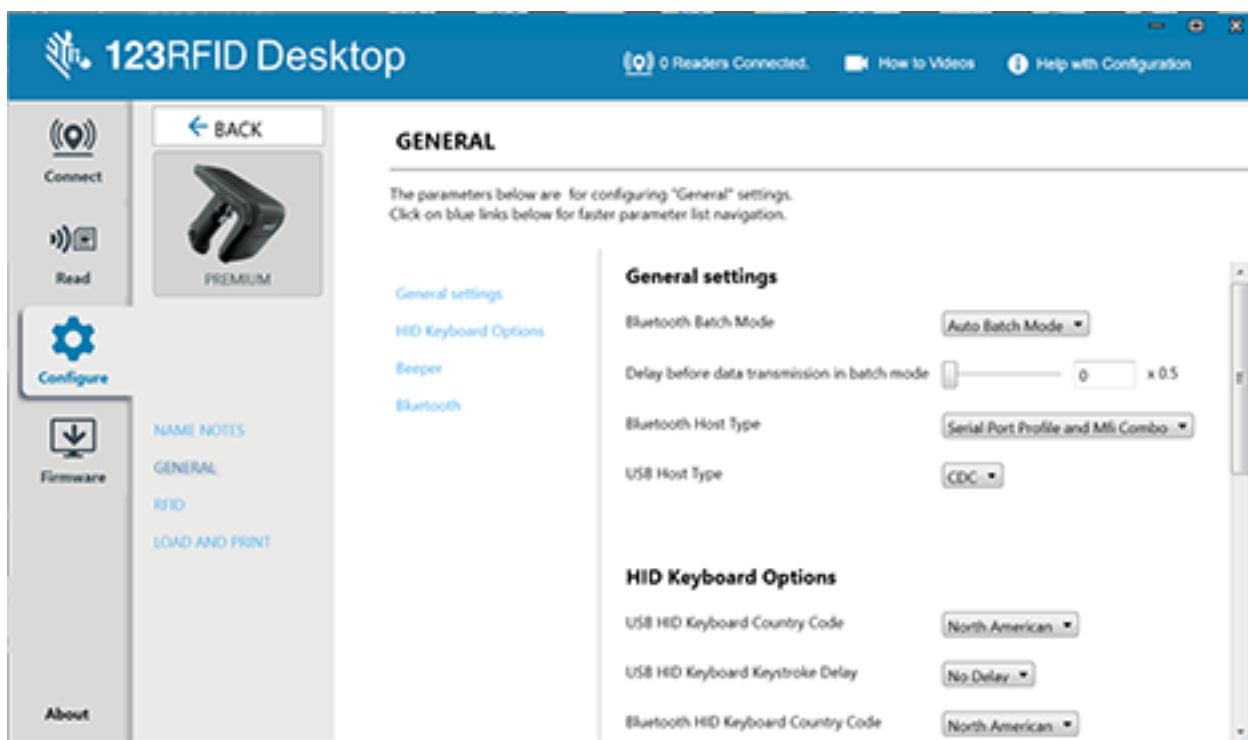 123RFID Desktop
0 Readers Connected.
How to Videos
Help with Configuration
Connect
Read
Configure
Firmware
About
BACK
PREMIUM
NAME NOTES
GENERAL
RFID
LOAD AND PRINT
GENERAL
The parameters below are for configuring "General" settings.
Click on blue links below for faster parameter list navigation.
General settings
HID Keyboard Options
Beeper
Bluetooth
General settings
Bluetooth Batch Mode
Auto Batch Mode
Delay before data transmission in batch mode
0
x 0.5
Bluetooth Host Type
Serial Port Profile and Mfi Combo
USB Host Type
CDC
HID Keyboard Options
USB HID Keyboard Country Code
North American
USB HID Keyboard Keystroke Delay
No Delay
Bluetooth HID Keyboard Country Code
North American